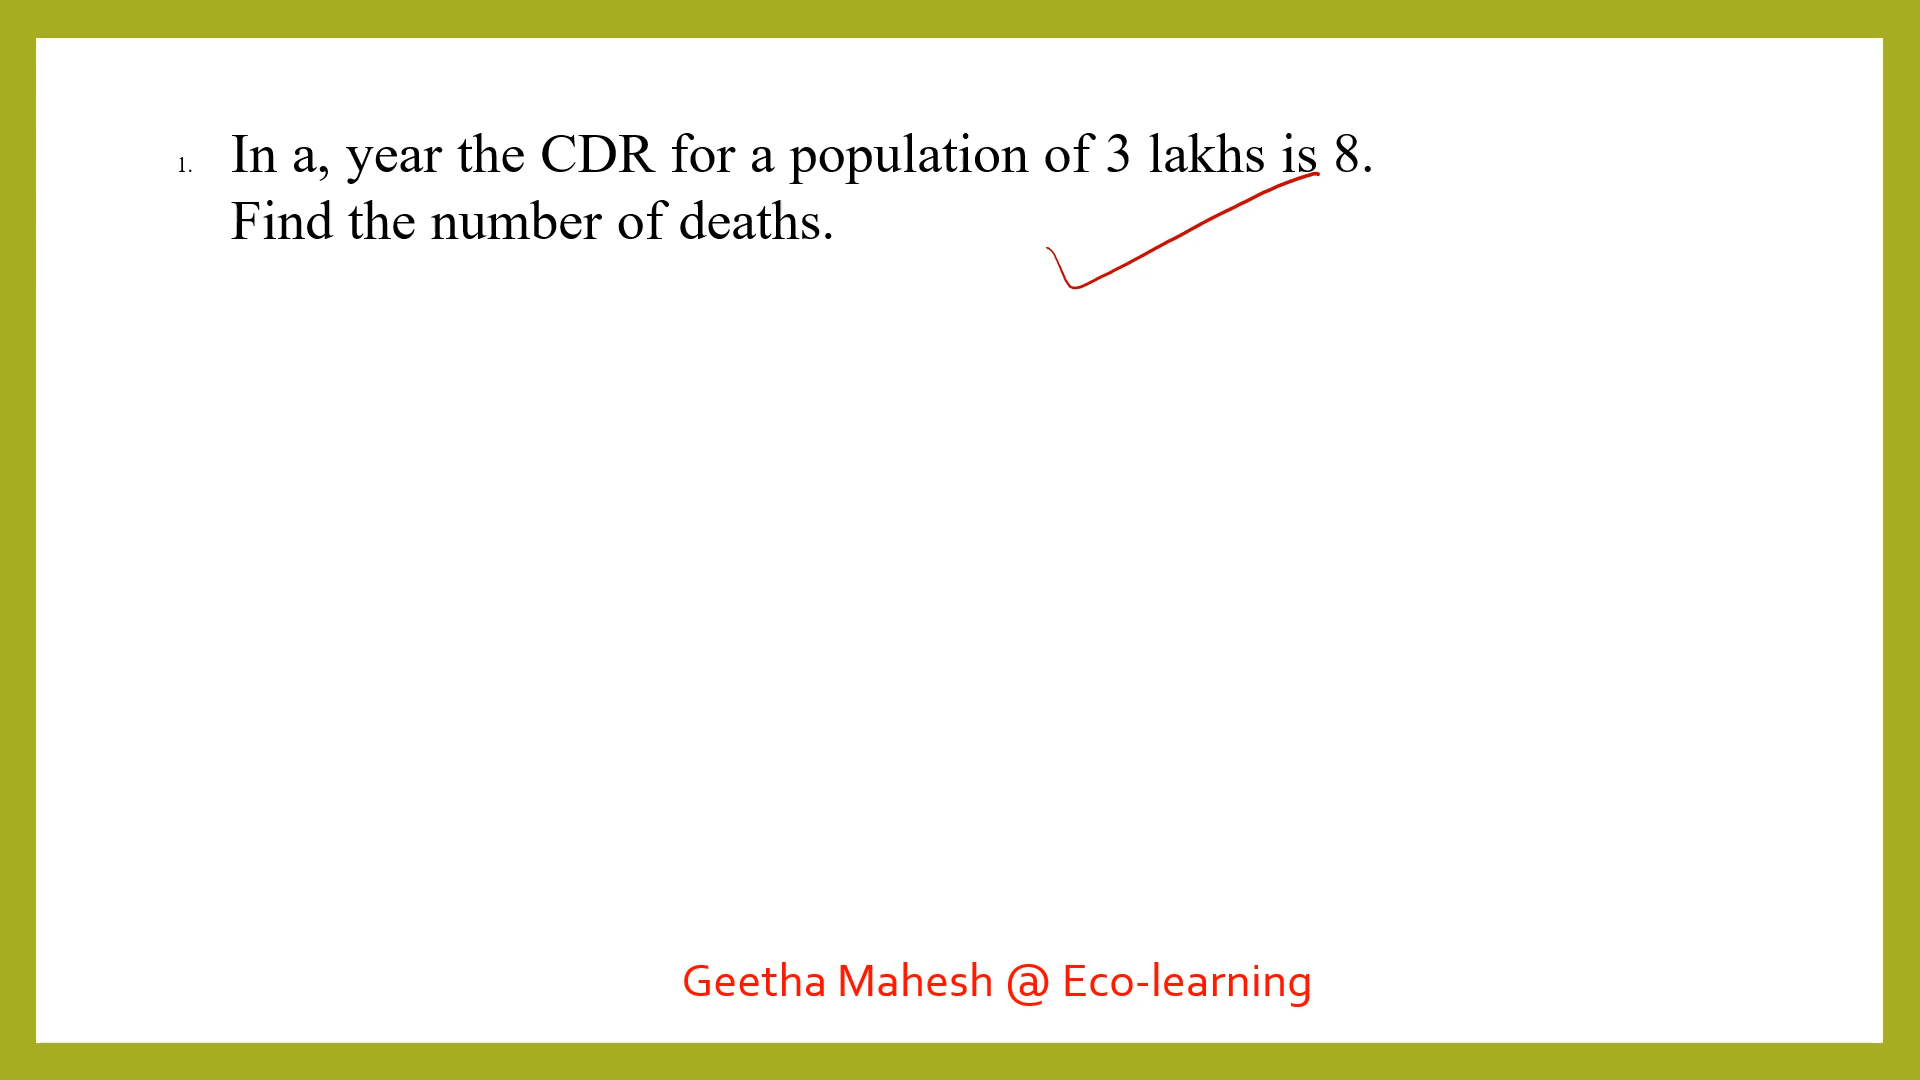 1. In a, year the CDR for a population of 3 lakhs is 8.
Find the number of deaths.
Geetha Mahesh @ Eco-learning